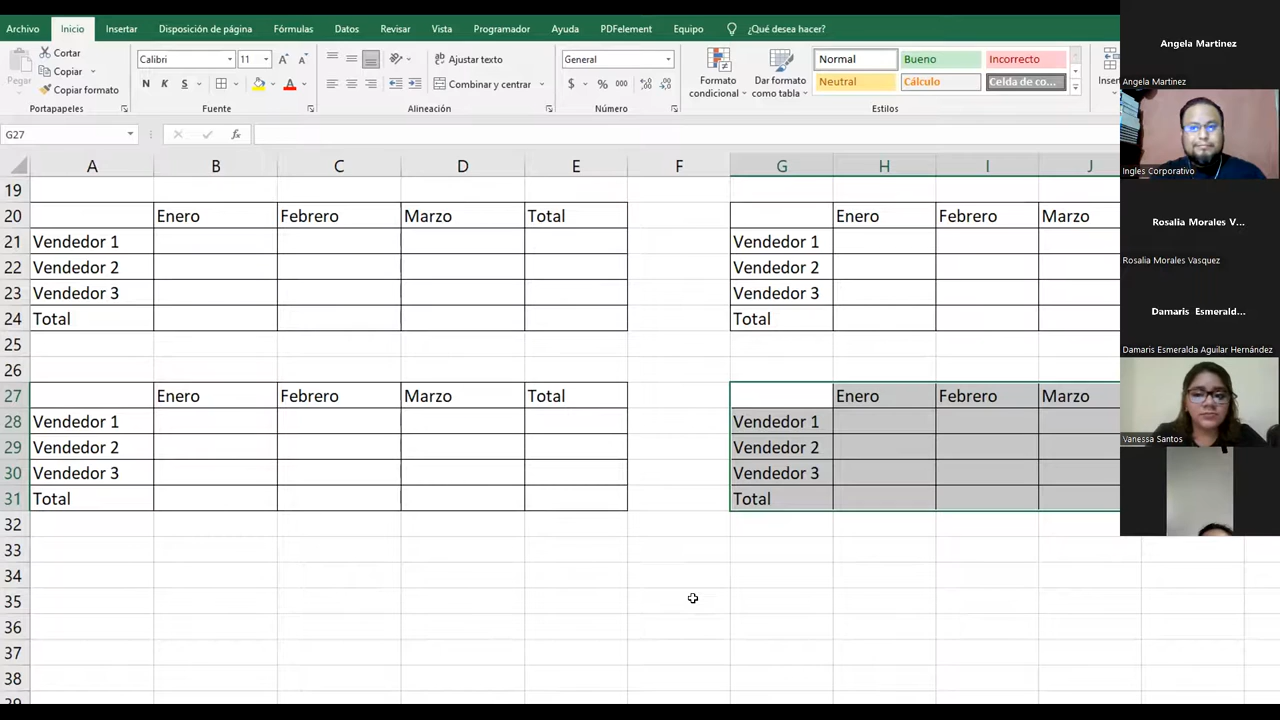 Archivo Inicio Insertar Disposición de página Fórmulas Datos Revisar Vista Programador Ayuda PDFelement Equipo ¿Qué desea hacer?
Pegar
Cortar
Copiar
Copiar formato
Portapapeles
Calibri 11
N K S
Fuente
Ajustar texto
Combinar y centrar
Alineación
General
$ % 000
Número
Formato condicional
Dar formato como tabla
Normal Bueno Incorrecto
Neutral Cálculo Celda de co...
Estilos
Insert
G27
fx
A B C D E F G H I J
19
20 Enero Febrero Marzo Total Enero Febrero Marzo
21 Vendedor 1 Vendedor 1
22 Vendedor 2 Vendedor 2
23 Vendedor 3 Vendedor 3
24 Total Total
25
26
27 Enero Febrero Marzo Total Enero Febrero Marzo
28 Vendedor 1 Vendedor 1
29 Vendedor 2 Vendedor 2
30 Vendedor 3 Vendedor 3
31 Total Total
32
33
34
35
36
37
38
39
Angela Martinez
Angela Martinez
Ingles Corporativo
Rosalia Morales V...
Rosalia Morales Vasquez
Damaris Esmerald...
Damaris Esmeralda Aguilar Hernández
Vanessa Santos